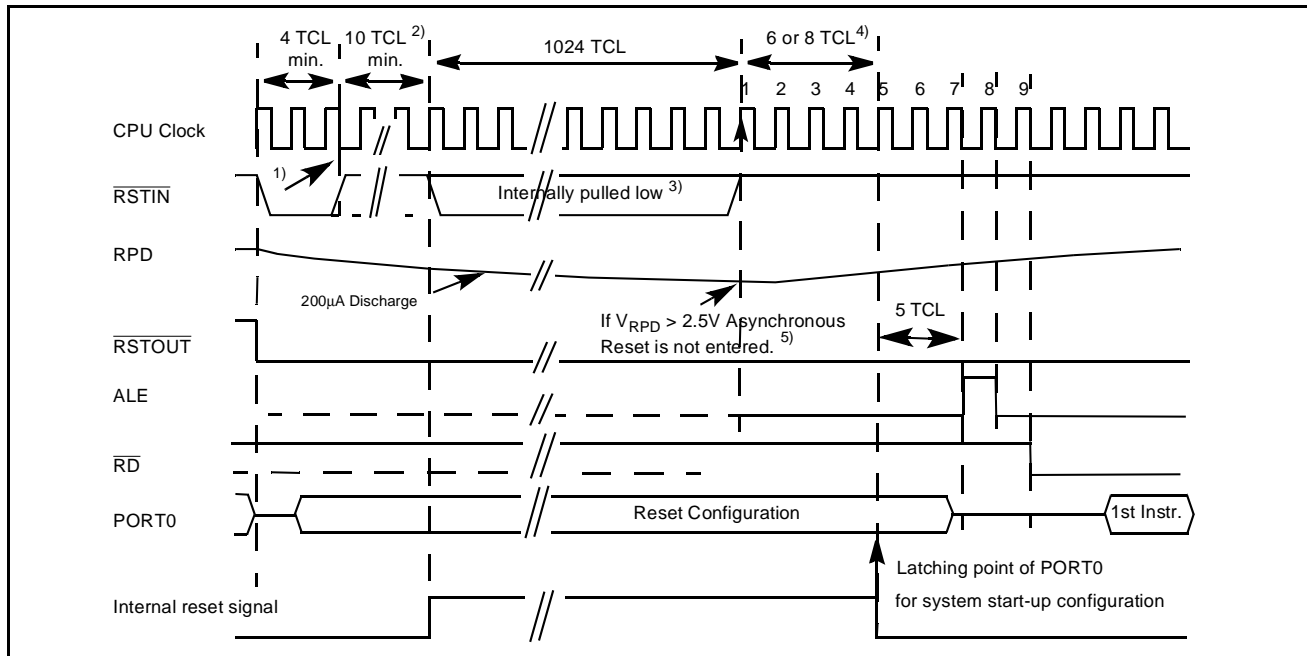 4 TCL
min.
10 TCL 2)
min.
1024 TCL
6 or 8 TCL4)
1 2 3 4 5 6 7 8 9
CPU Clock
1)
RSTIN
Internally pulled low 3)
RPD
200µA Discharge
If VRPD > 2.5V Asynchronous
Reset is not entered. 5)
5 TCL
RSTOUT
ALE
RD
PORT0
Reset Configuration
1st Instr.
Latching point of PORT0
for system start-up configuration
Internal reset signal